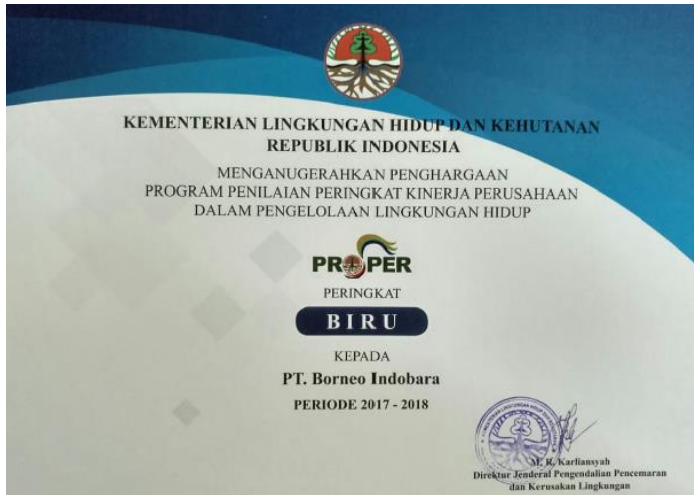 KEMENTERIAN LINGKUNGAN HIDUP DAN KEHUTANAN
REPUBLIK INDONESIA
MENGANUGERAHKAN PENGHARGAAN
PROGRAM PENILAIAN PERINGKAT KINERJA PERUSAHAAN
DALAM PENGELOLAAN LINGKUNGAN HIDUP
PROPER
PERINGKAT
BIRU
KEPADA
PT. Borneo Indobara
PERIODE 2017 - 2018
M. R. Karliansyah
Direktur Jenderal Pengendalian Pencemaran
dan Kerusakan Lingkungan